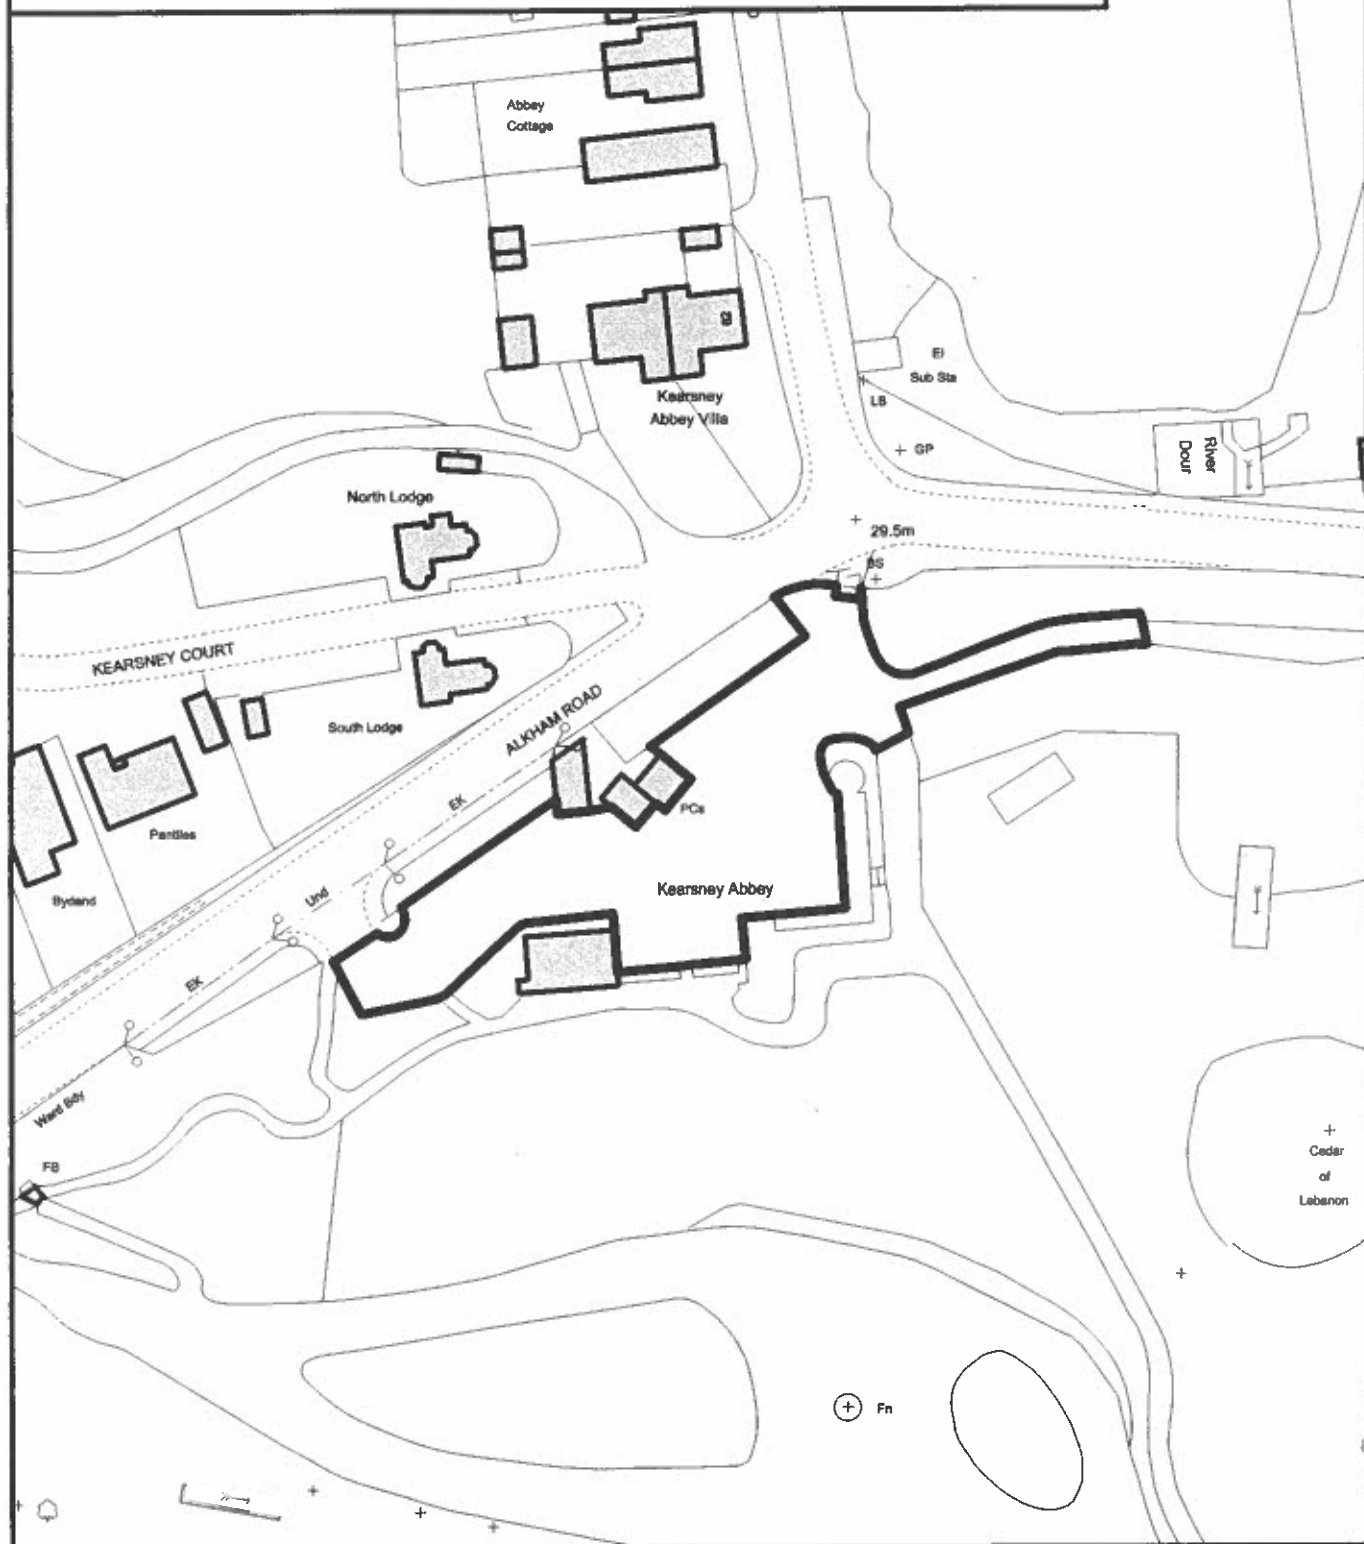 Abbey
Cottage
Kearsney
Abbey Villa
El
Sub Sta
LB
GP
River
Dour
North Lodge
29.5m
BS
KEARSNEY COURT
South Lodge
ALKHAM ROAD
EK
PCs
Pantiles
Byland
Und
Kearsney Abbey
EK
Ward Bdy
FB
Cedar
of
Lebanon
Fn